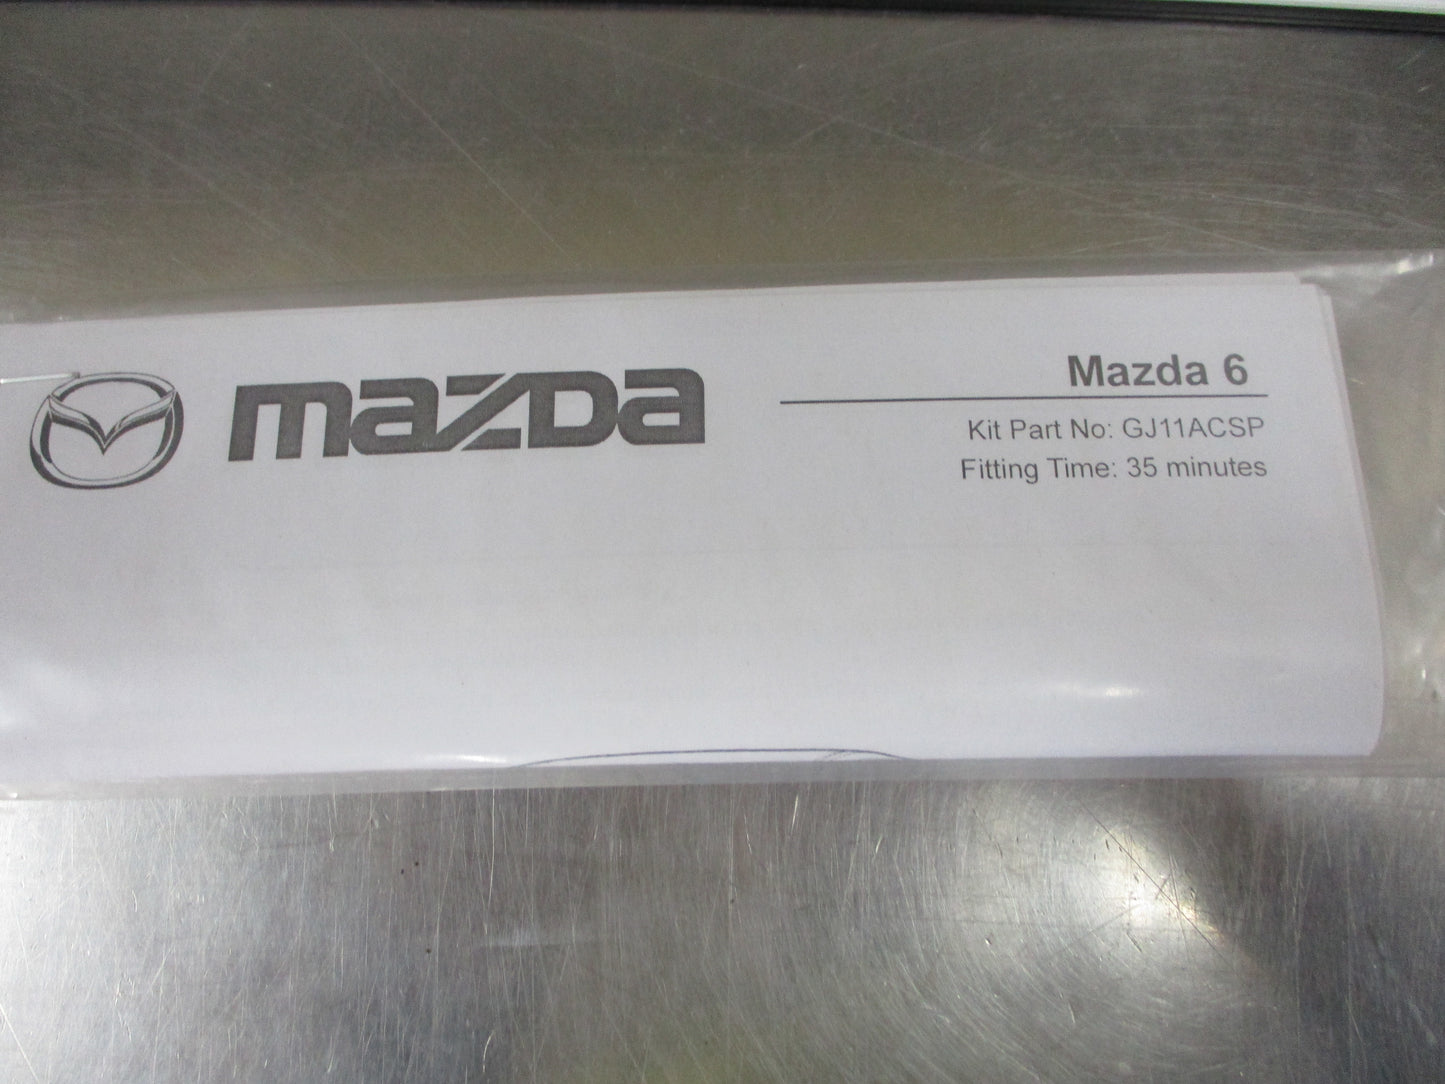 mazda
Mazda 6
Kit Part No: GJ11ACSP
Fitting Time: 35 minutes